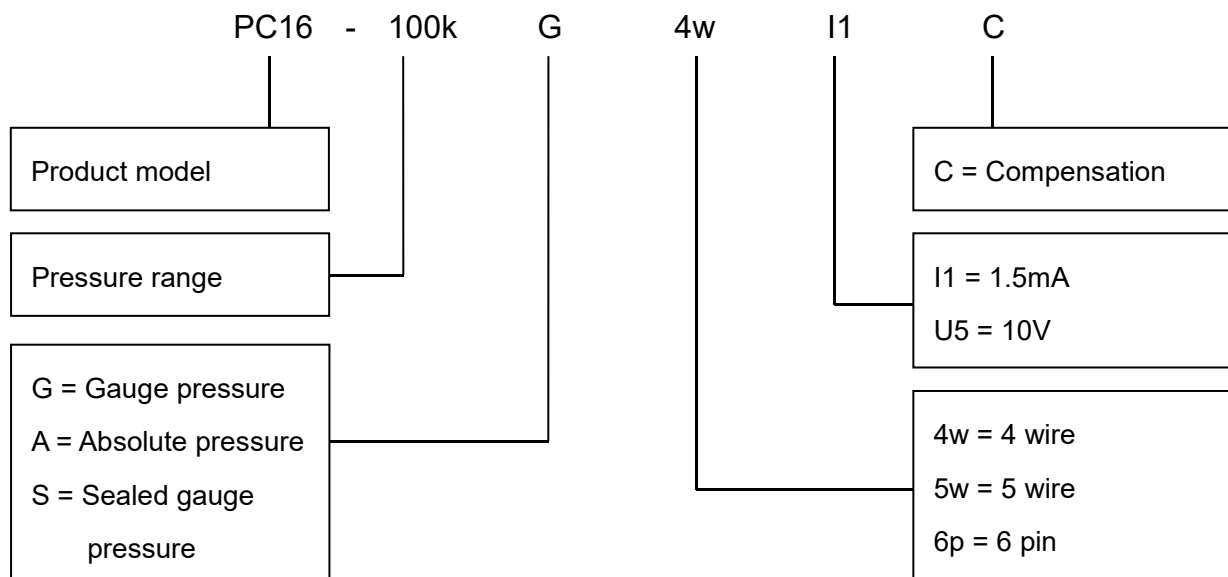 PC16 - 100k G 4w I1 C
Product model
C = Compensation
Pressure range
I1 = 1.5mA
U5 = 10V
G = Gauge pressure
A = Absolute pressure
S = Sealed gauge
pressure
4w = 4 wire
5w = 5 wire
6p = 6 pin